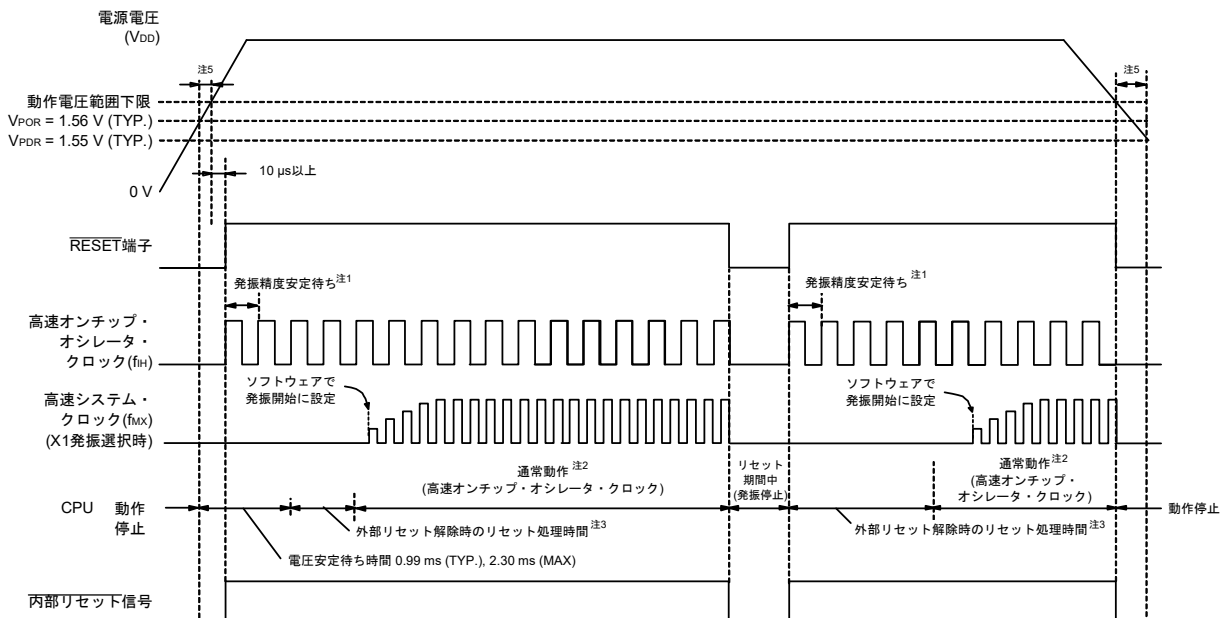 電源電圧
(VDD)
注5
注5
動作電圧範囲下限
VPOR = 1.56 V (TYP.)
VPDR = 1.55 V (TYP.)
10 µs以上
0 V
RESET端子
発振精度安定待ち注1
発振精度安定待ち注1
高速オンチップ・
オシレータ・
クロック(fIH)
ソフトウェアで
発振開始に設定
ソフトウェアで
発振開始に設定
高速システム・
クロック(fMX)
(X1発振選択時)
通常動作注2
(高速オンチップ・オシレータ・クロック)
リセット
期間中
(発振停止)
通常動作注2
(高速オンチップ・
オシレータ・クロック)
CPU 動作
停止
動作停止
外部リセット解除時のリセット処理時間注3
外部リセット解除時のリセット処理時間注3
電圧安定待ち時間 0.99 ms (TYP.), 2.30 ms (MAX)
内部リセット信号